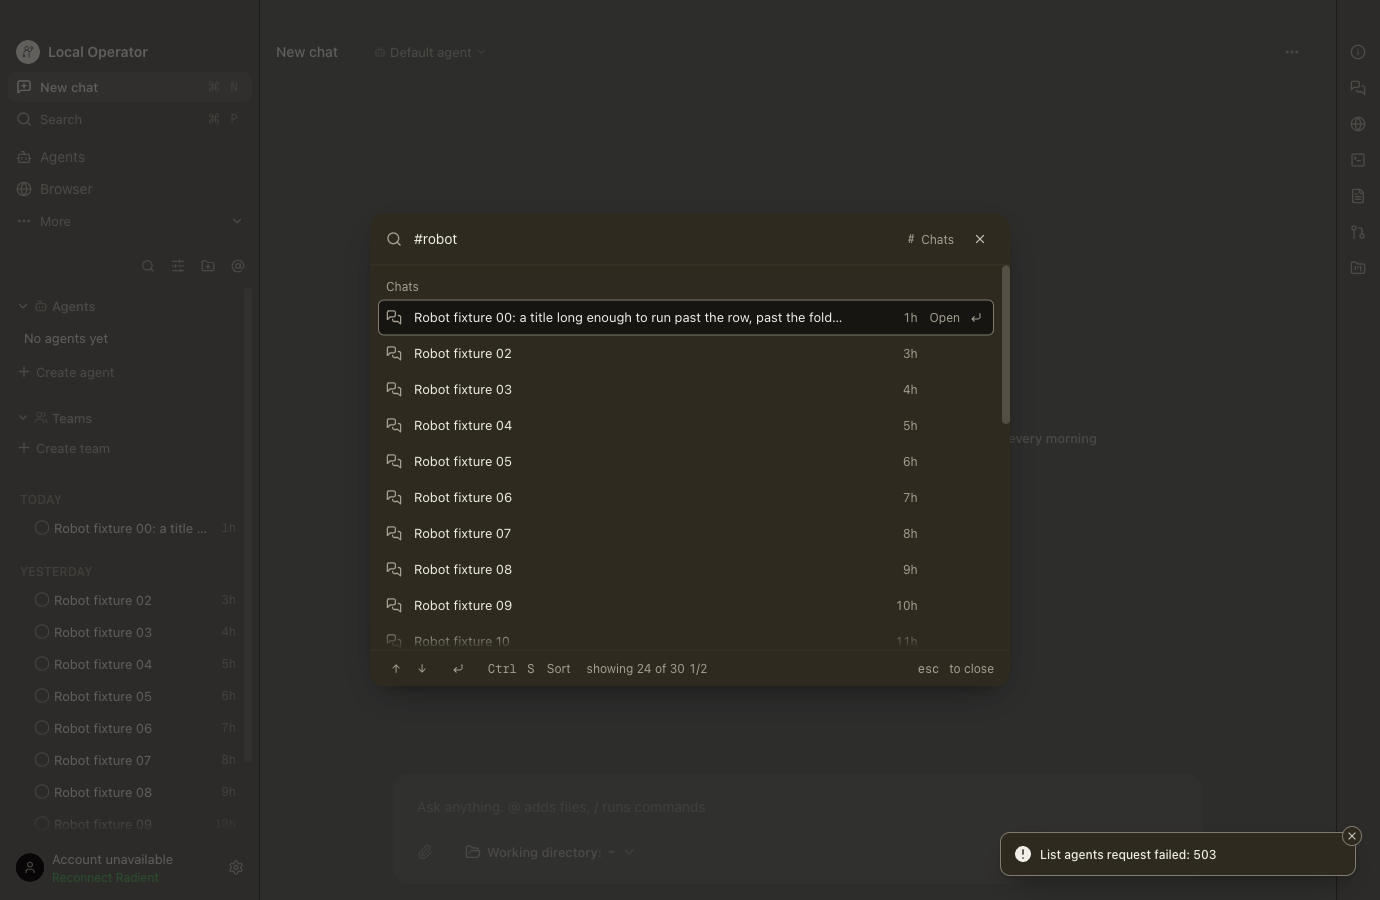 Local Operator
New chat ⌘ N
Search ⌘ P
Agents
Browser
More
Agents
No agents yet
Create agent
Teams
Create team
TODAY
Robot fixture 00: a title ... 1h
YESTERDAY
Robot fixture 02 3h
Robot fixture 03 4h
Robot fixture 04 5h
Robot fixture 05 6h
Robot fixture 06 7h
Robot fixture 07 8h
Robot fixture 08 9h
Robot fixture 09 10h
Account unavailable
Reconnect Radient
New chat Default agent
#robot # Chats
Chats
Robot fixture 00: a title long enough to run past the row, past the fold... 1h Open
Robot fixture 02 3h
Robot fixture 03 4h
Robot fixture 04 5h
Robot fixture 05 6h
Robot fixture 06 7h
Robot fixture 07 8h
Robot fixture 08 9h
Robot fixture 09 10h
Robot fixture 10 11h
↑ ↓ ↵ Ctrl S Sort showing 24 of 30 1/2 esc to close
every morning
Ask anything. @ adds files, / runs commands
Working directory: -
List agents request failed: 503